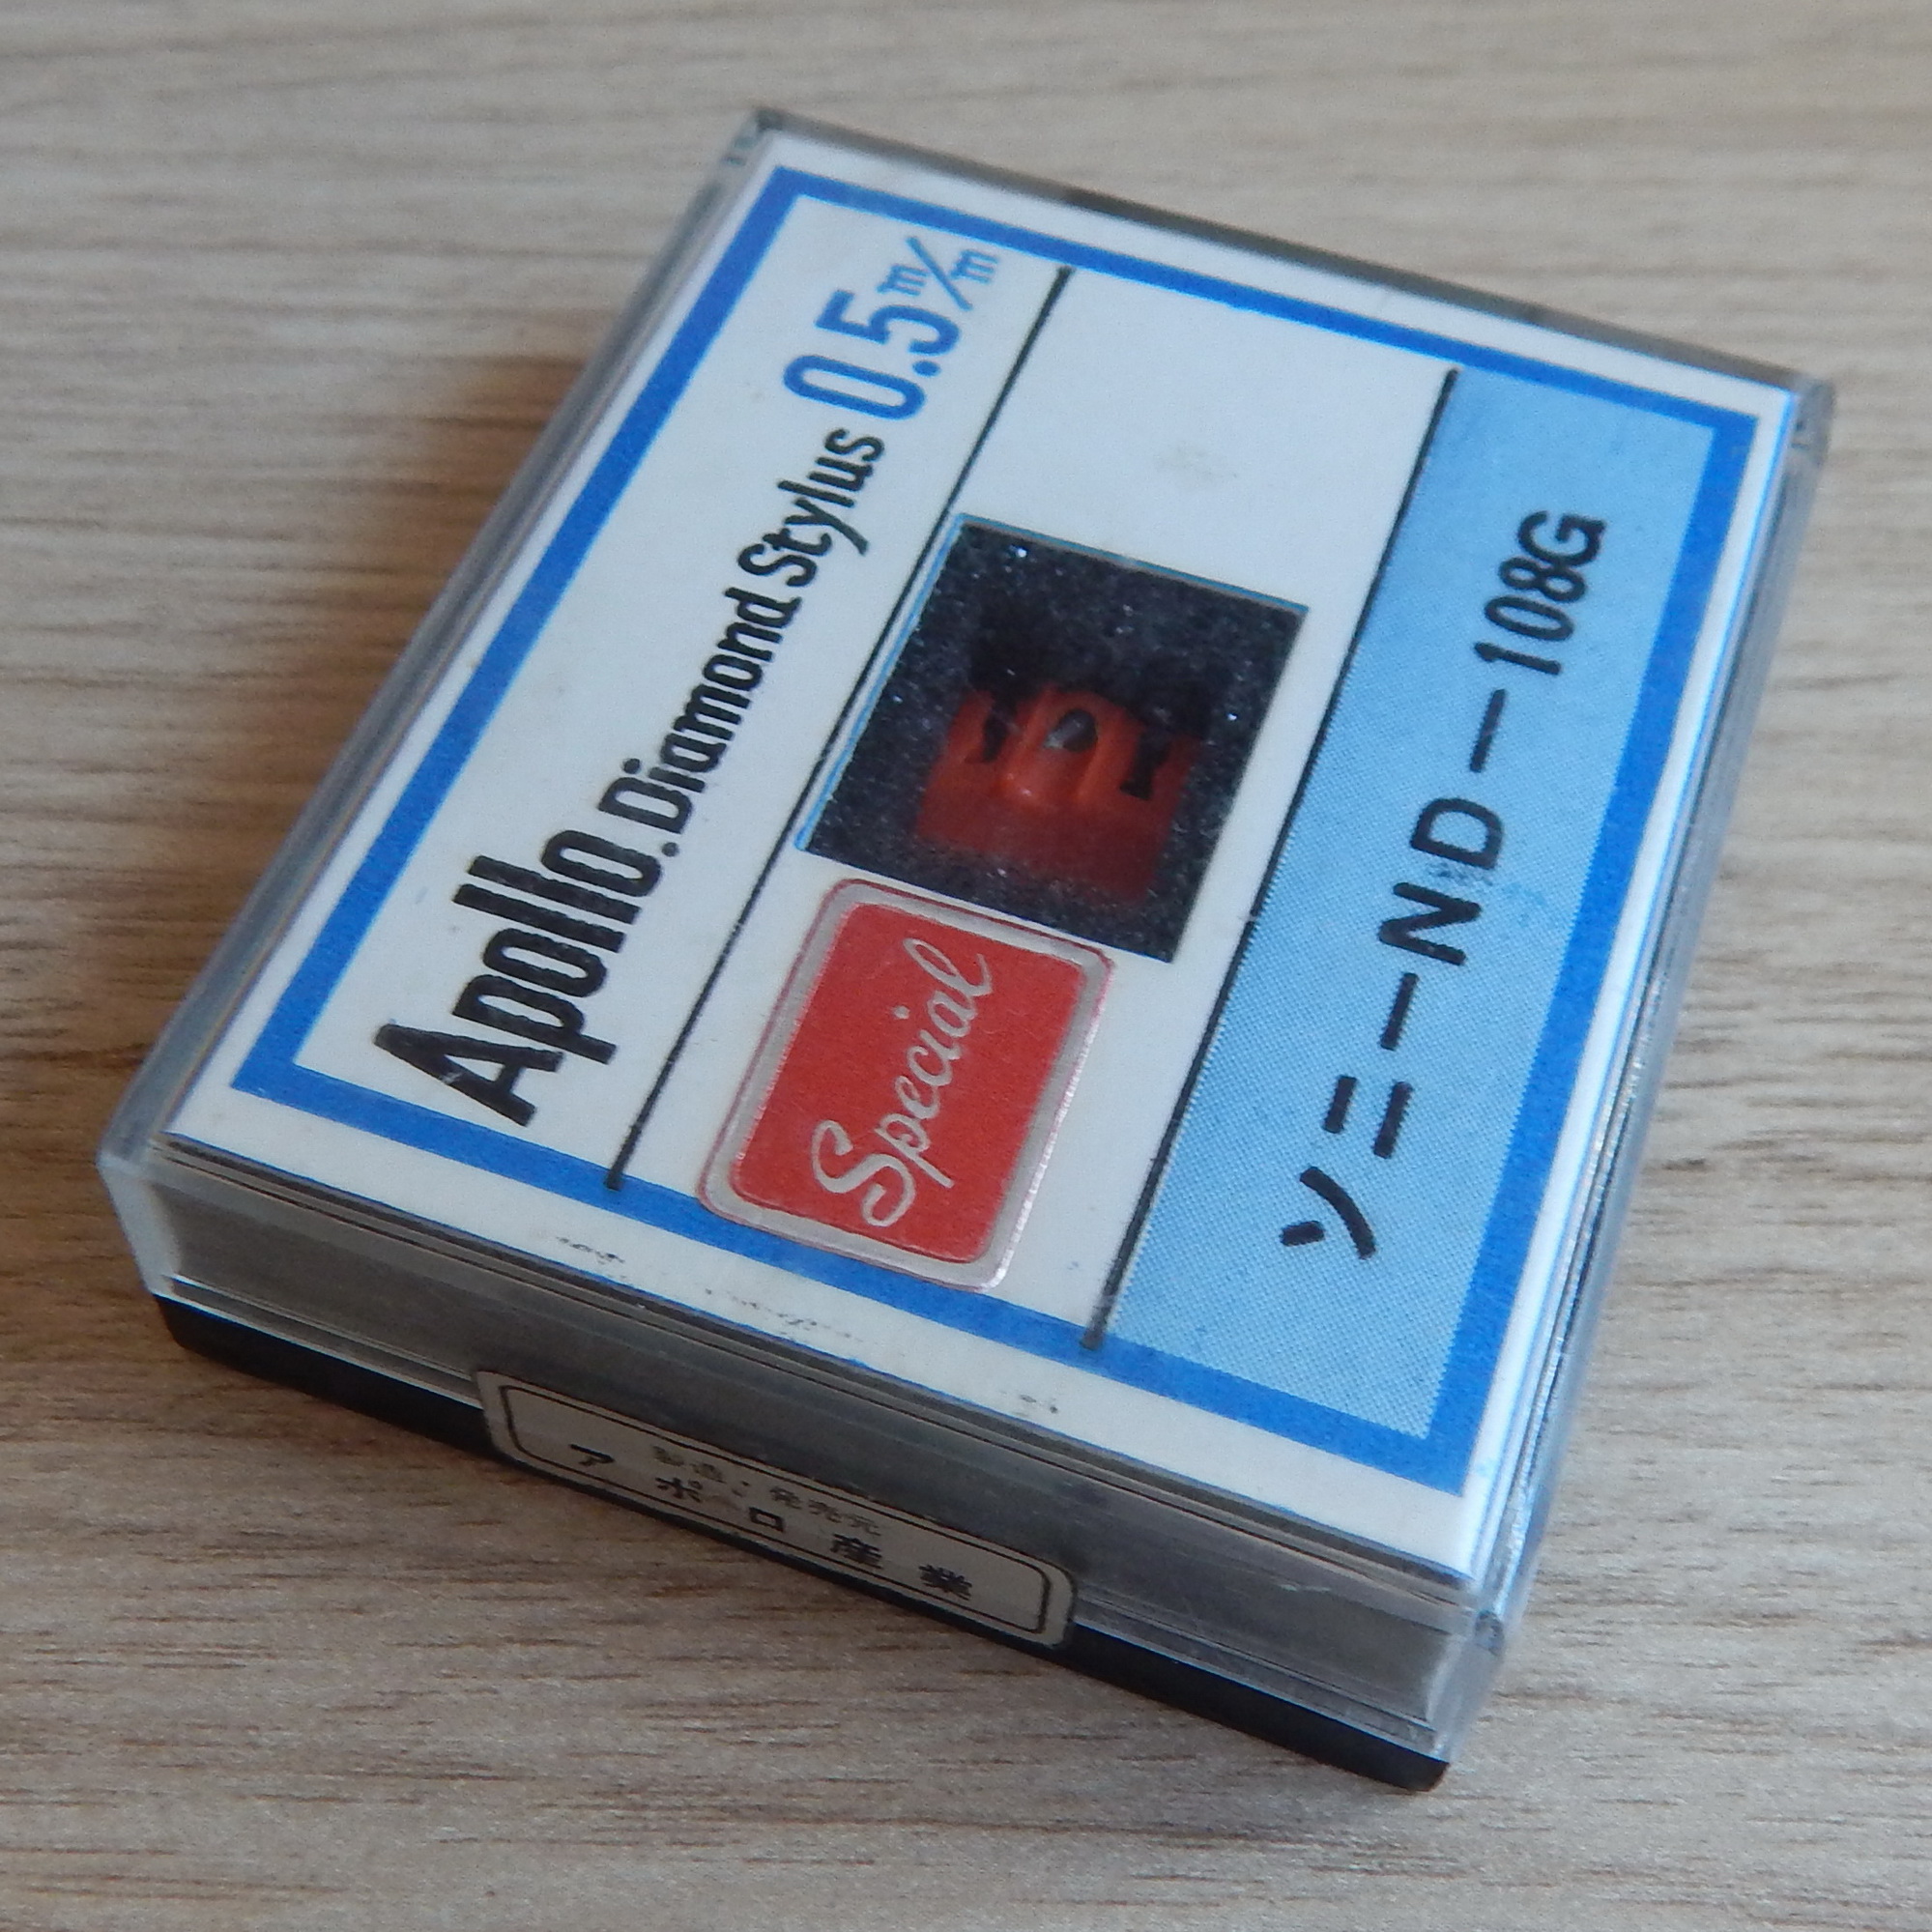 Apollo. Diamond Stylus 0.5m/m
Special
ソニーND－108G
製造・発売元
アポロ産業